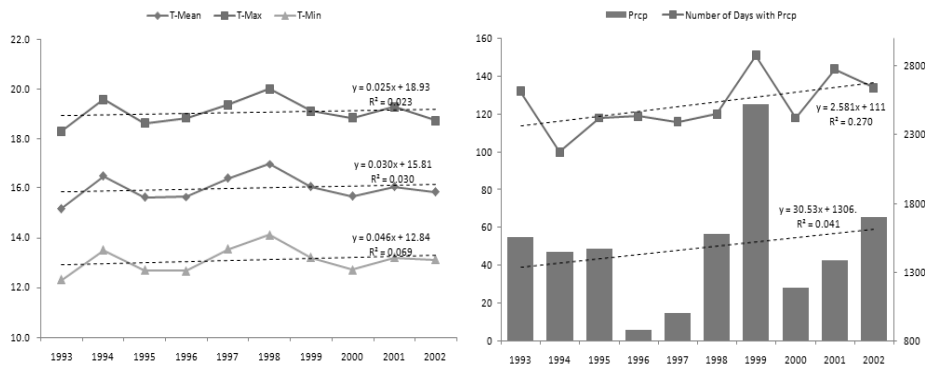 T-Mean T-Max T-Min
22.0
20.0
18.0
16.0
14.0
12.0
10.0
y = 0.025x + 18.93
R² = 0.023
y = 0.030x + 15.81
R² = 0.030
y = 0.046x + 12.84
R² = 0.069
1993 1994 1995 1996 1997 1998 1999 2000 2001 2002
Prcp Number of Days with Prcp
160
140
120
100
80
60
40
20
0
2800
2300
1800
1300
800
y = 2.581x + 111
R² = 0.270
y = 30.53x + 1306.
R² = 0.041
1993 1994 1995 1996 1997 1998 1999 2000 2001 2002